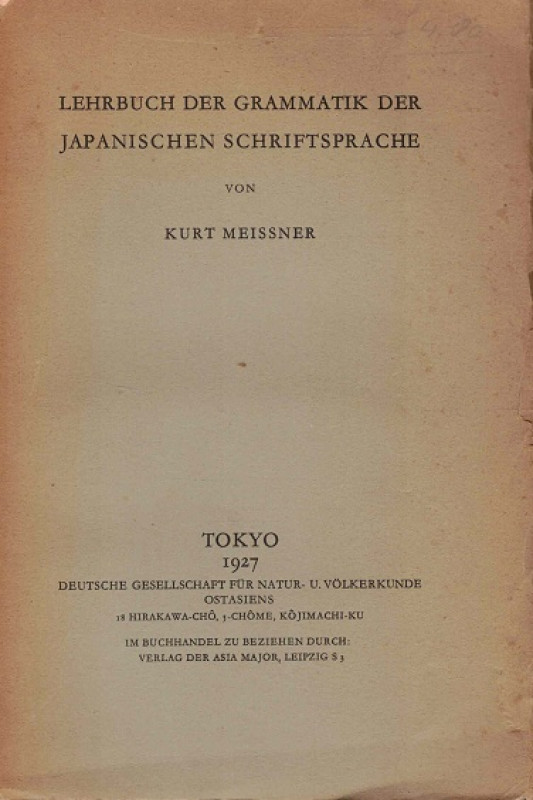 LEHRBUCH DER GRAMMATIK DER
JAPANISCHEN SCHRIFTSPRACHE
VON
KURT MEISSNER
TOKYO
1927
DEUTSCHE GESELLSCHAFT FÜR NATUR- U. VÖLKERKUNDE
OSTASIENS
18 HIRAKAWA-CHÔ, 5-CHÔME, KÔJIMACHI-KU
IM BUCHHANDEL ZU BEZIEHEN DURCH:
VERLAG DER ASIA MAJOR, LEIPZIG S 3